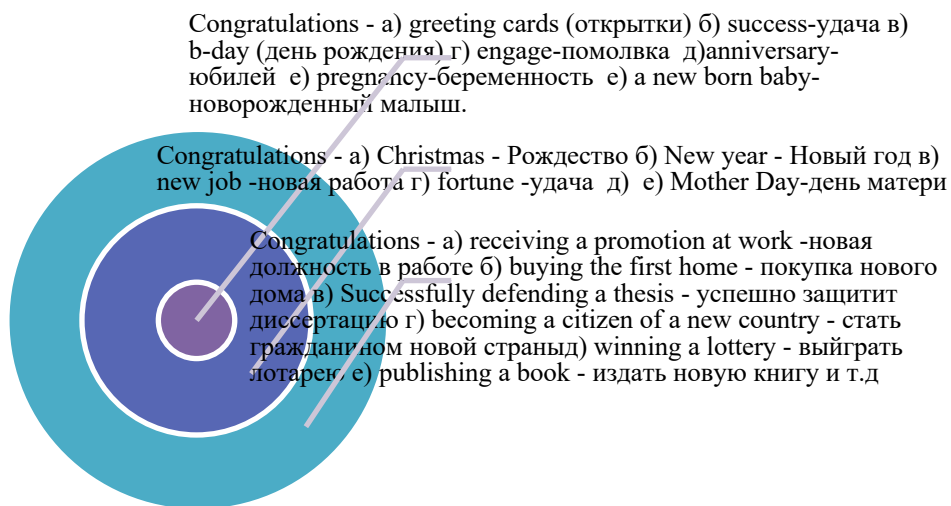 Congratulations - а) greeting cards (открытки) б) success-удача в)
b-day (день рождения) г) engage-помолвка д)anniversary-
юбилей е) pregnancy-беременность е) a new born baby-
новорожденный малыш.
Congratulations - а) Christmas - Рождество б) New year - Новый год в)
new job -новая работа г) fortune -удача д) е) Mother Day-день матери
Congratulations - а) receiving a promotion at work -новая
должность в работе б) buying the first home - покупка нового
дома в) Successfully defending a thesis - успешно защитит
диссертацию г) becoming a citizen of a new country - стать
гражданином новой страныд) winning a lottery - выйграть
лотарею е) publishing a book - издать новую книгу и т.д